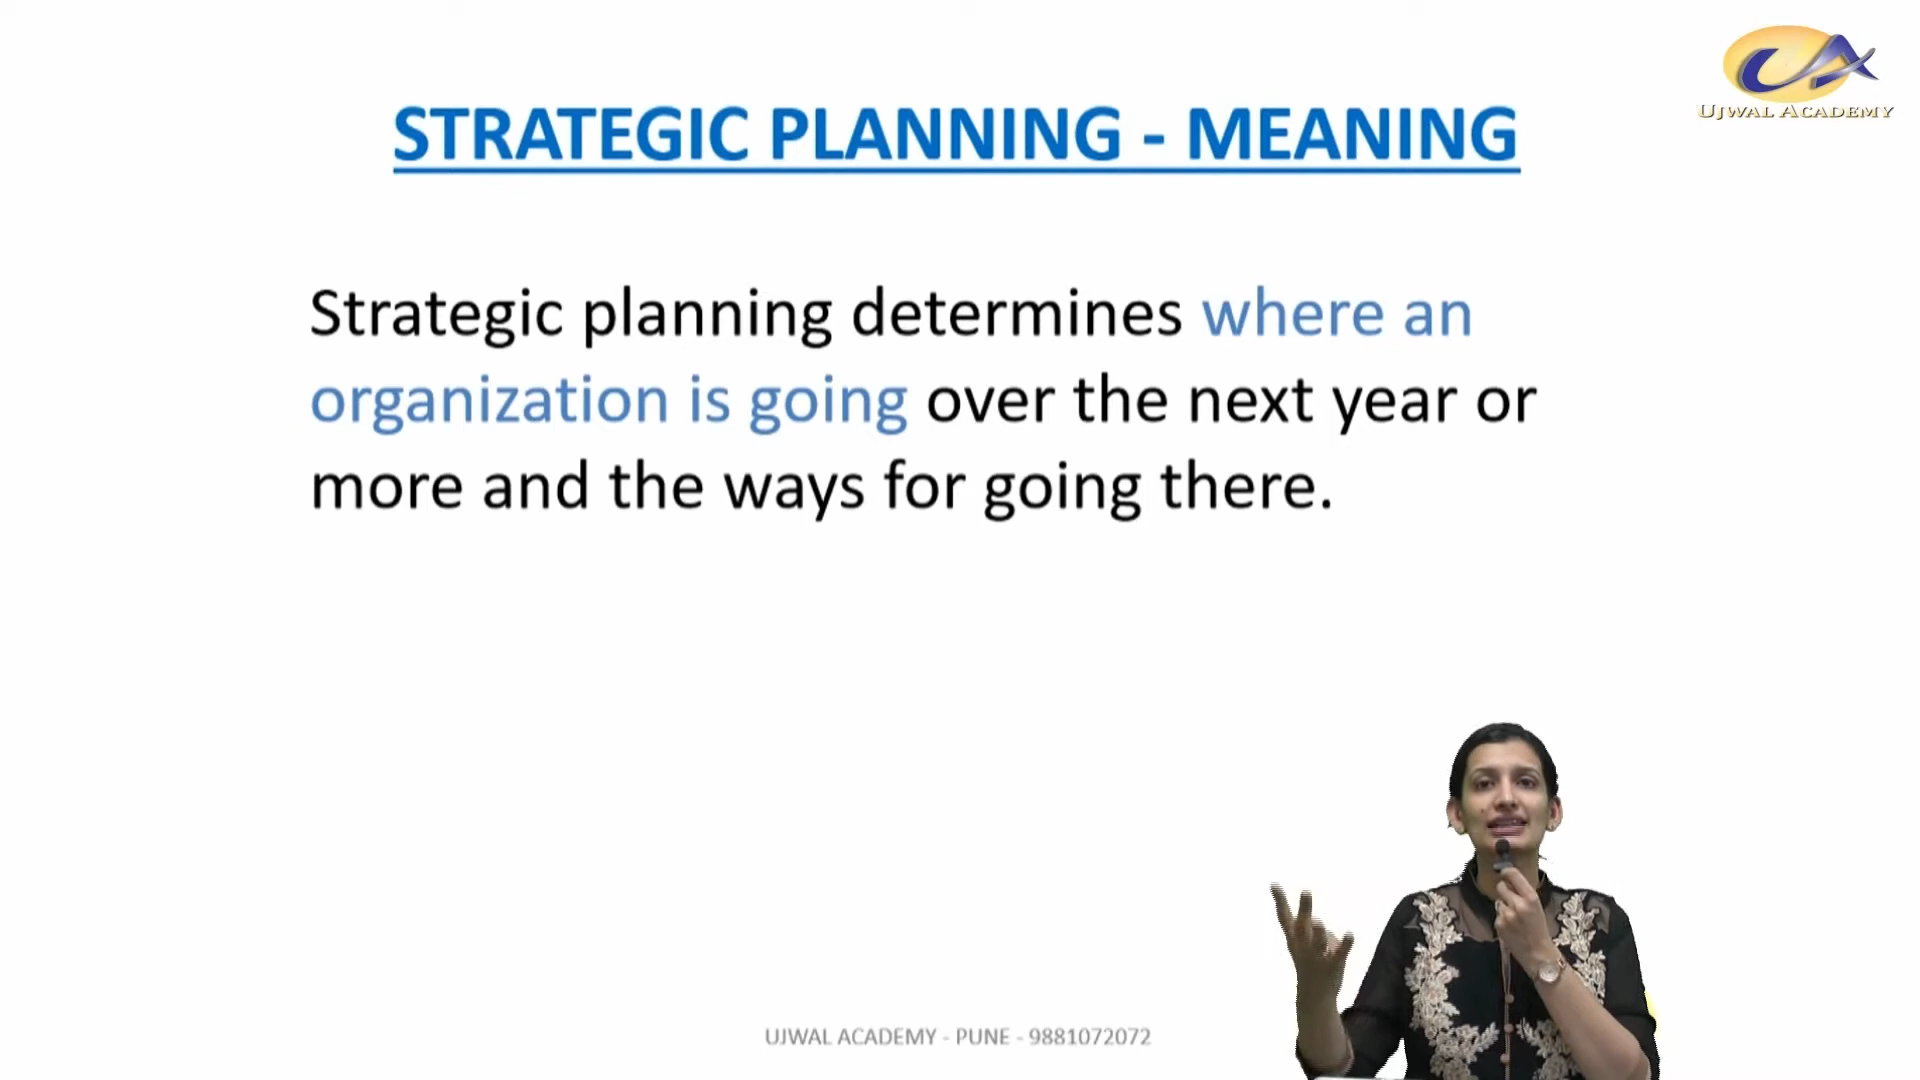 UJWAL ACADEMY
STRATEGIC PLANNING - MEANING
Strategic planning determines where an
organization is going over the next year or
more and the ways for going there.
UJWAL ACADEMY - PUNE - 9881072072